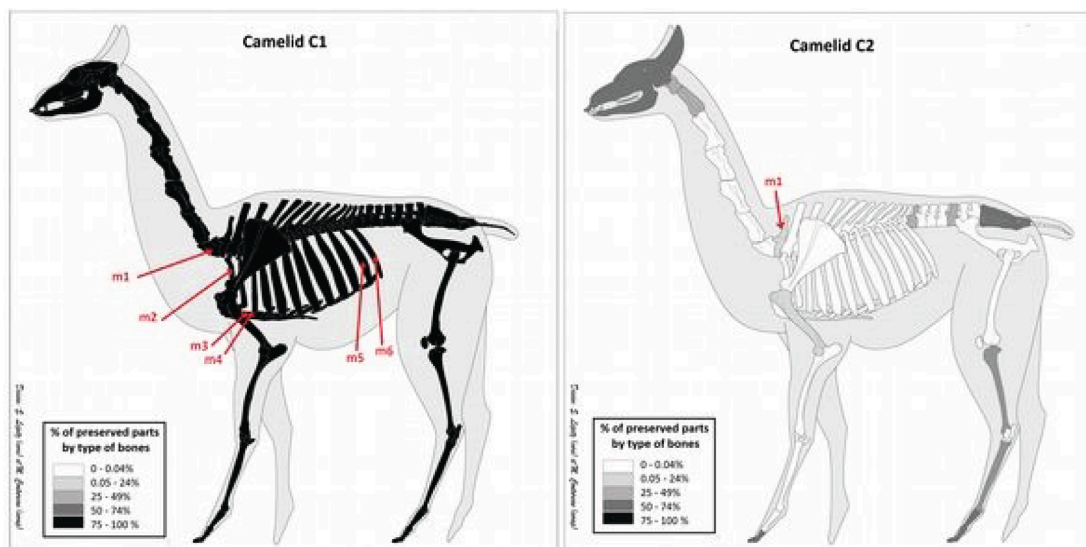 Camelid C1
m1
m2
m3
m4
m5
m6
% of preserved parts
by type of bones
0 - 0.04%
0.05 - 24%
25 - 49%
50 - 74%
75 - 100 %
Camelid C2
m1
% of preserved parts
by type of bones
0 - 0.04%
0.05 - 24%
25 - 49%
50 - 74%
75 - 100%